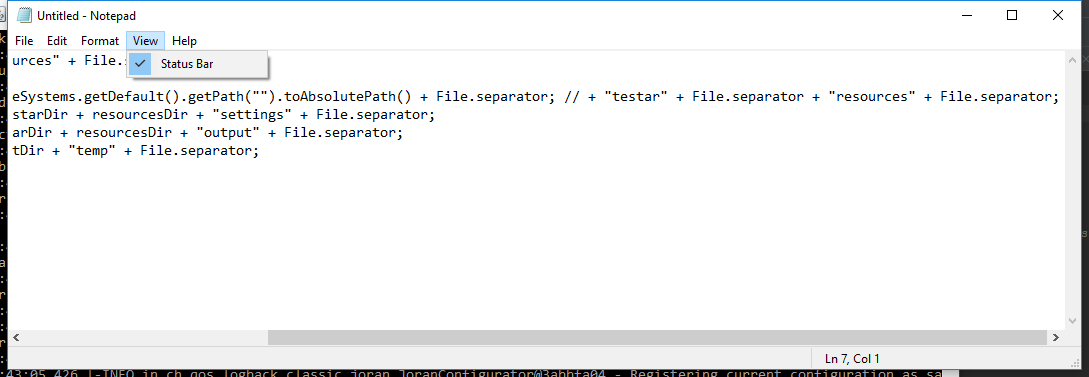 Untitled - Notepad
File Edit Format View Help
urces" + File.
Status Bar
eSystems.getDefault().getPath("").toAbsolutePath() + File.separator; // + "testar" + File.separator + "resources" + File.separator;
starDir + resourcesDir + "settings" + File.separator;
arDir + resourcesDir + "output" + File.separator;
tDir + "temp" + File.separator;
Ln 7, Col 1
:43:05,426 |-INFO in ch.qos.logback.classic.joran.JoranConfigurator@3abbfa04 - Registering current configuration as sa